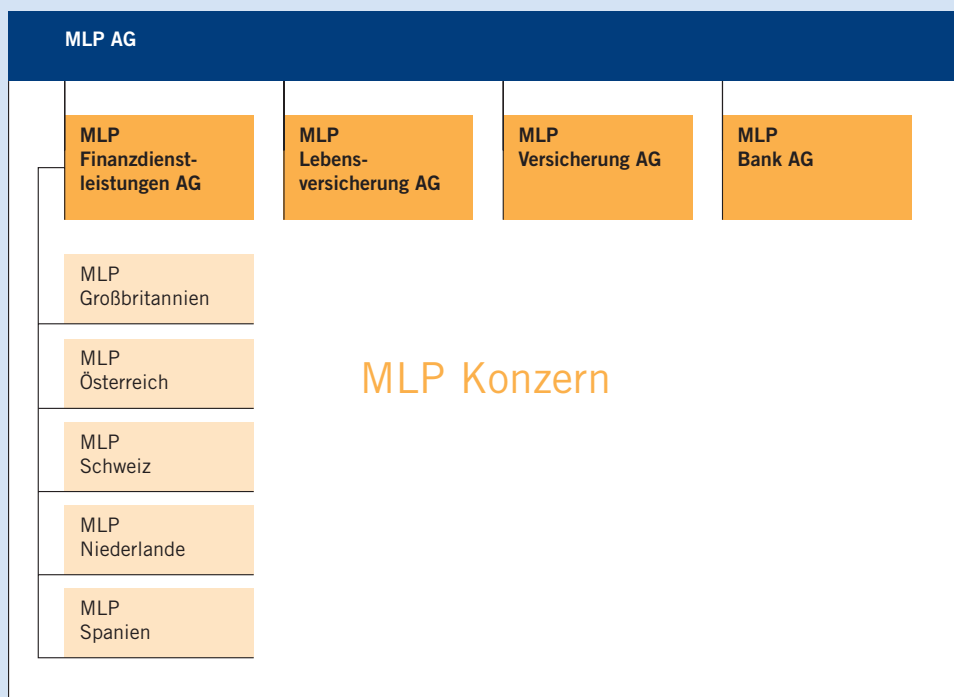 MLP AG
MLP
Finanzdienst-
leistungen AG
MLP
Lebens-
versicherung AG
MLP
Versicherung AG
MLP
Bank AG
MLP
Großbritannien
MLP
Österreich
MLP
Schweiz
MLP
Niederlande
MLP
Spanien
MLP Konzern